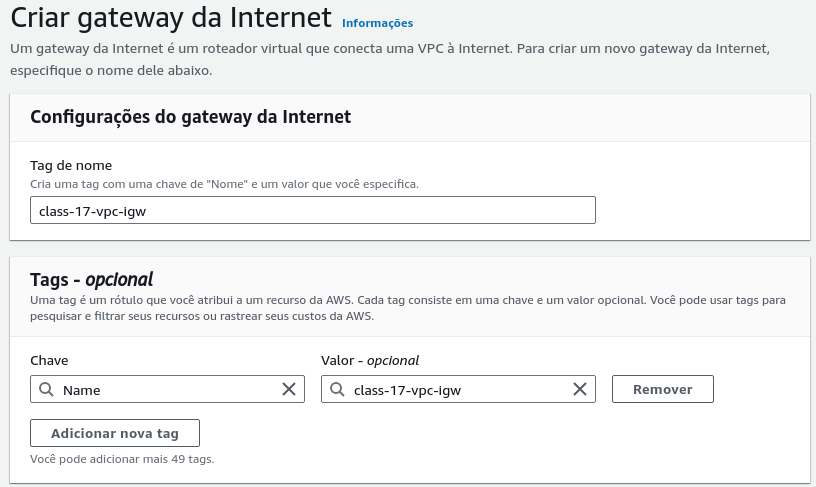 Criar gateway da Internet Informações
Um gateway da Internet é um roteador virtual que conecta uma VPC à Internet. Para criar um novo gateway da Internet,
especifique o nome dele abaixo.
Configurações do gateway da Internet
Tag de nome
Cria uma tag com uma chave de "Nome" e um valor que você especifica.
class-17-vpc-igw
Tags - opcional
Uma tag é um rótulo que você atribui a um recurso da AWS. Cada tag consiste em uma chave e um valor opcional. Você pode usar tags para
pesquisar e filtrar seus recursos ou rastrear seus custos da AWS.
Chave Valor - opcional
Name class-17-vpc-igw Remover
Adicionar nova tag
Você pode adicionar mais 49 tags.